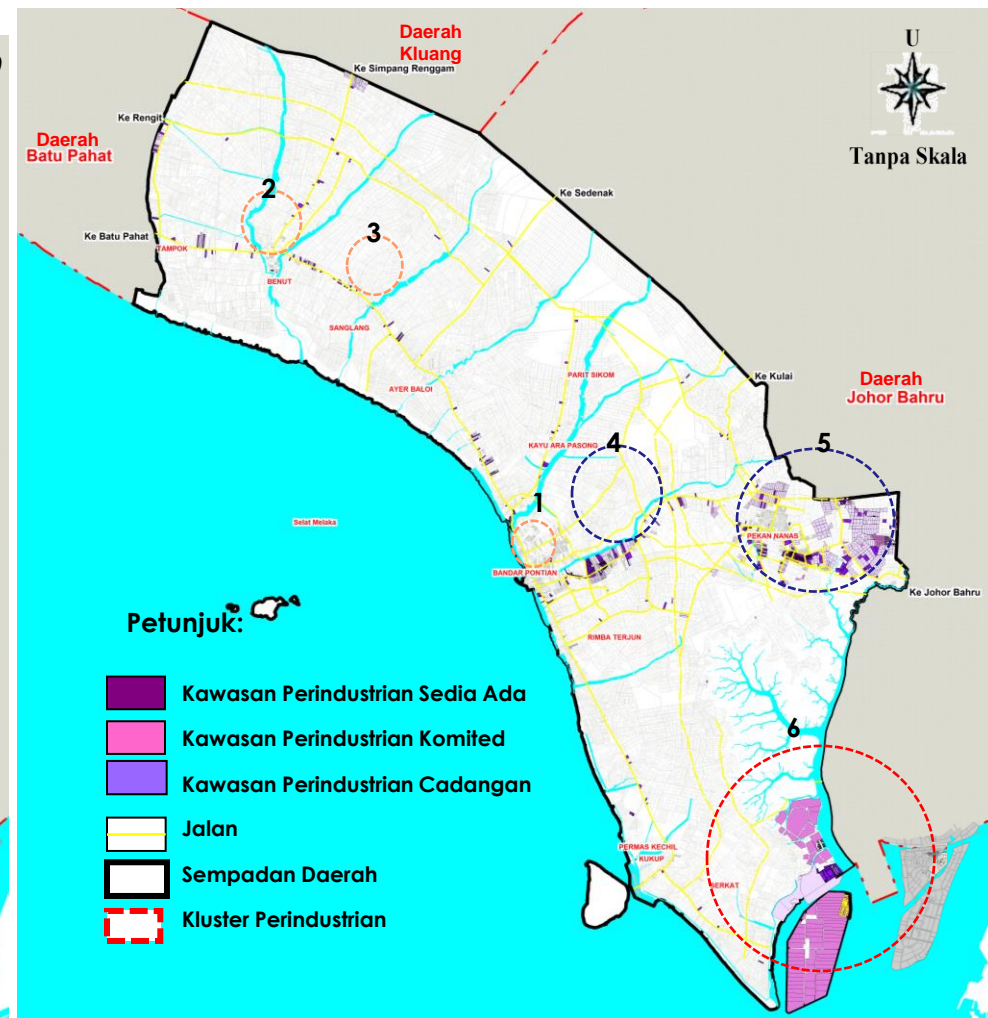 Daerah
Kluang
Ke Simpang Renggam
U
Tanpa Skala
Ke Rengit
Daerah
Batu Pahat
Ke Sedenak
2
3
Ke Batu Pahat
TAMPOK
BENUT
SANGLANG
AYER BALOI
PARIT SIKOM
Ke Kulai
Daerah
Johor Bahru
KAYU ARA PASONG
4
5
1
Selat Melaka
PEKAN NANAS
BANDAR PONTIAN
Ke Johor Bahru
RIMBA TERJUN
6
PERMAS KECHIL
KUKUP
SERKAT
Petunjuk:
Kawasan Perindustrian Sedia Ada
Kawasan Perindustrian Komited
Kawasan Perindustrian Cadangan
Jalan
Sempadan Daerah
Kluster Perindustrian